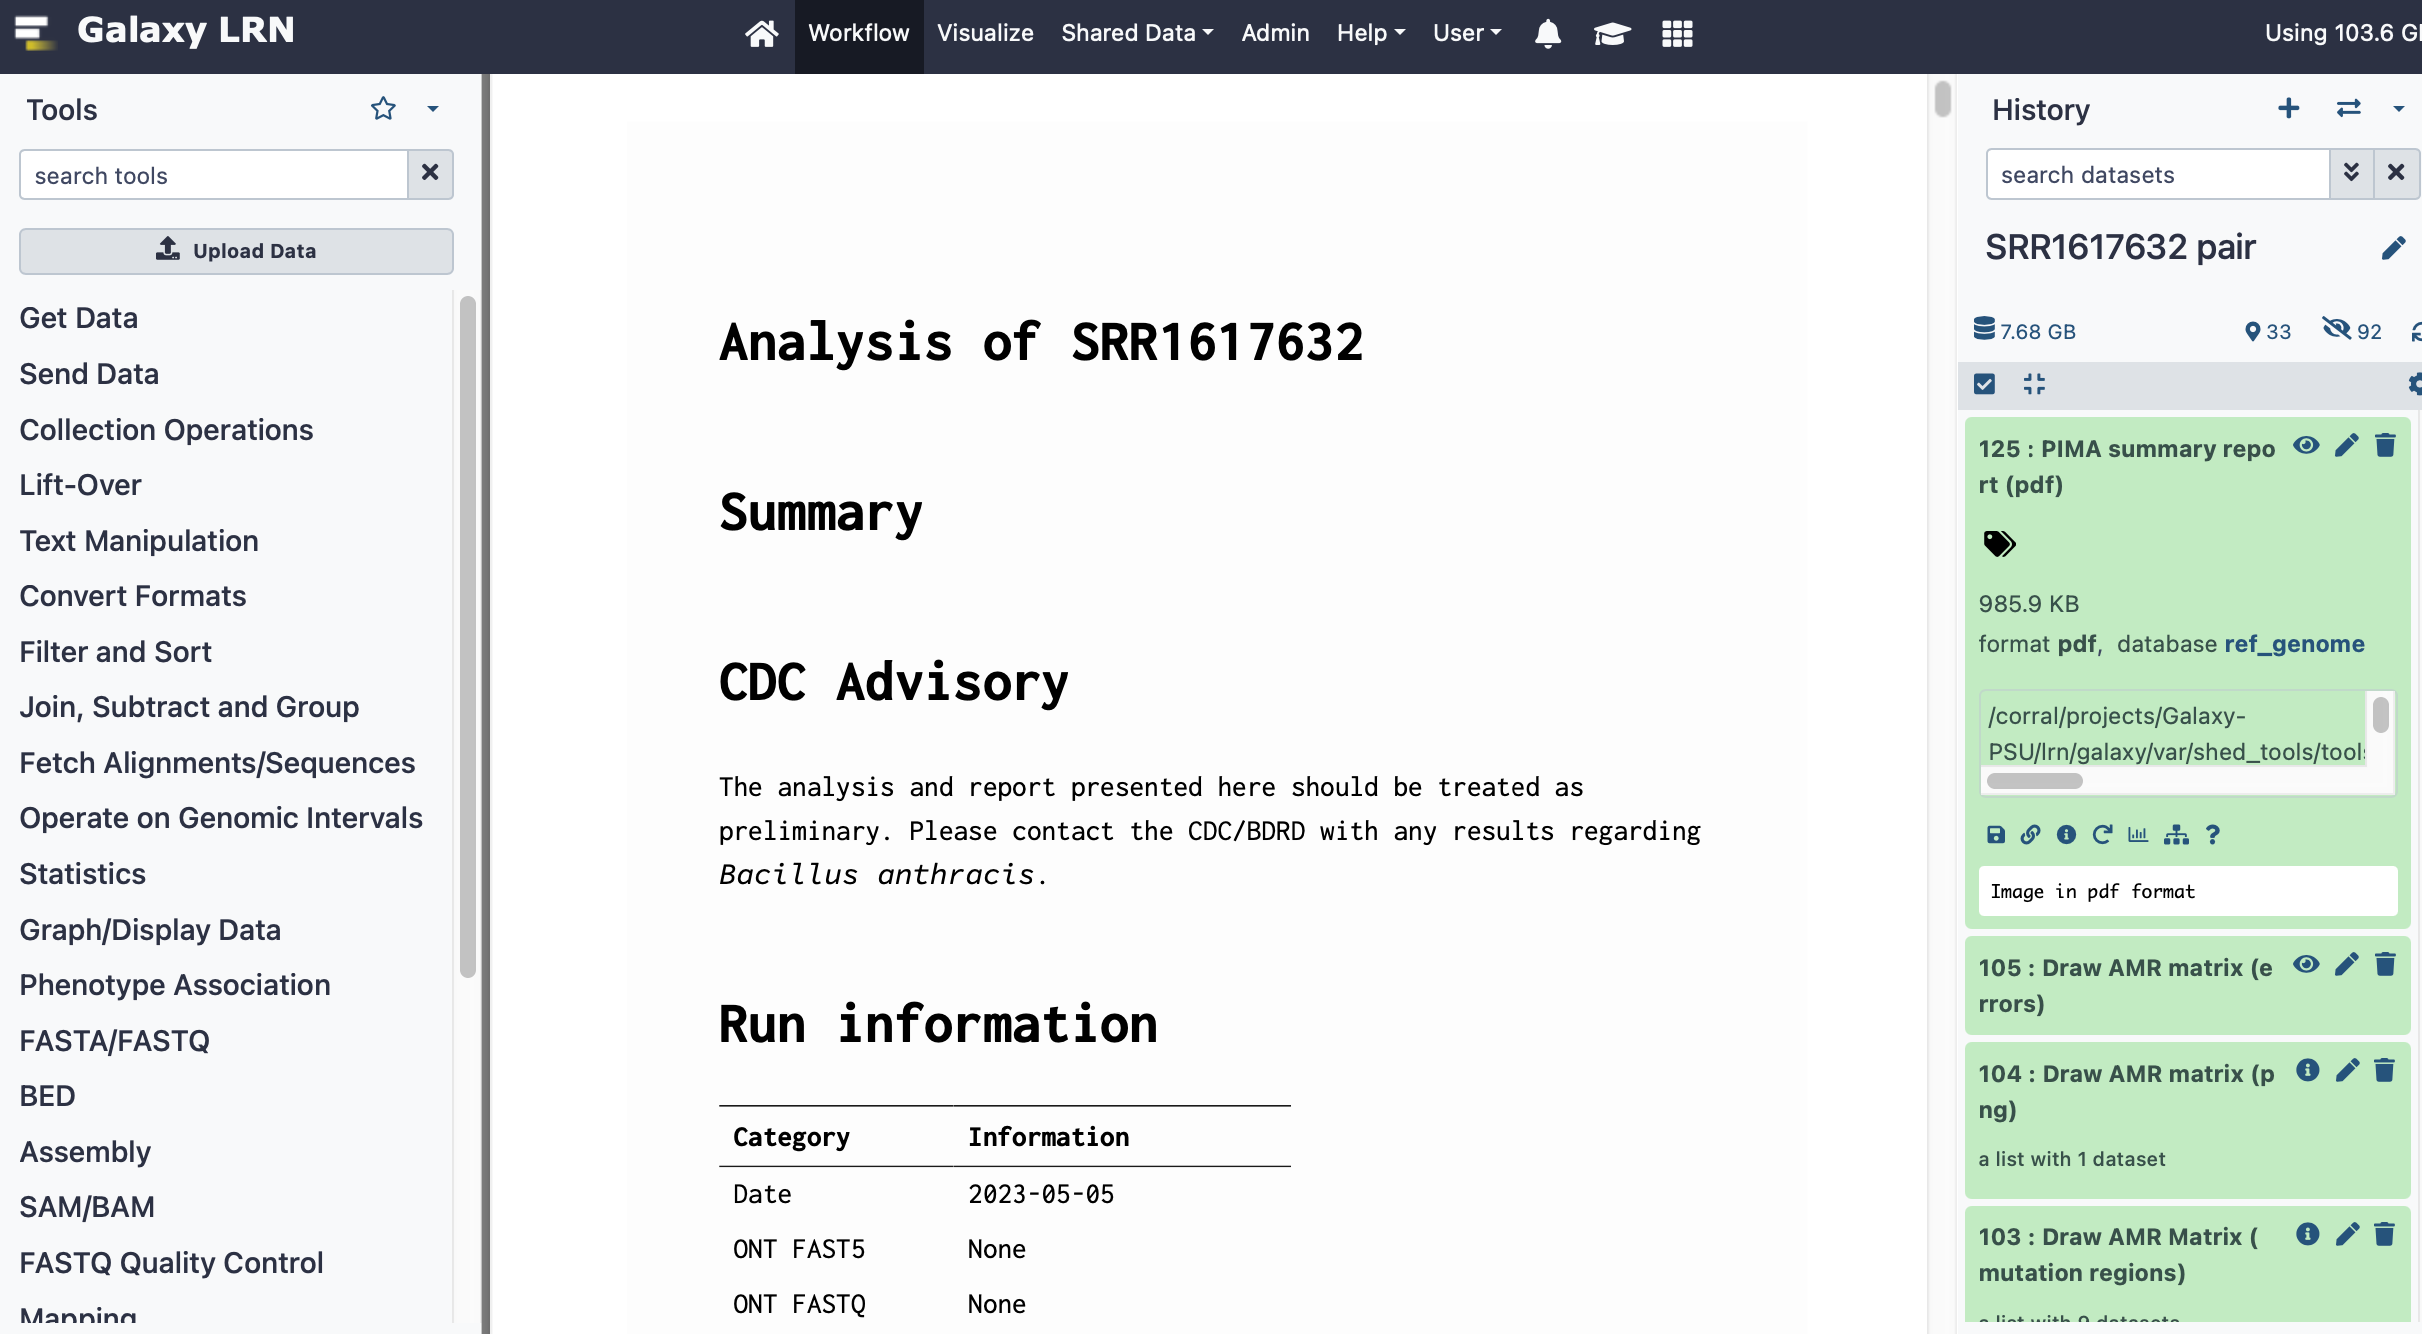 Galaxy LRN
Workflow
Visualize
Shared Data
Admin
Help
User
Using 103.6
Tools
search tools
Upload Data
Get Data
Send Data
Collection Operations
Lift-Over
Text Manipulation
Convert Formats
Filter and Sort
Join, Subtract and Group
Fetch Alignments/Sequences
Operate on Genomic Intervals
Statistics
Graph/Display Data
Phenotype Association
FASTA/FASTQ
BED
Assembly
SAM/BAM
FASTQ Quality Control
Mapping
Analysis of SRR1617632
Summary
CDC Advisory
The analysis and report presented here should be treated as
preliminary. Please contact the CDC/BDRD with any results regarding
Bacillus anthracis.
Run information
Category Information
Date 2023-05-05
ONT FAST5 None
ONT FASTQ None
History
search datasets
SRR1617632 pair
7.68 GB
33
92
125 : PIMA summary repo
rt (pdf)
985.9 KB
format pdf, database ref_genome
/corral/projects/Galaxy-
PSU/lrn/galaxy/var/shed_tools/tool
?
Image in pdf format
105 : Draw AMR matrix (e
rrors)
104 : Draw AMR matrix (p
ng)
a list with 1 dataset
103 : Draw AMR Matrix (
mutation regions)